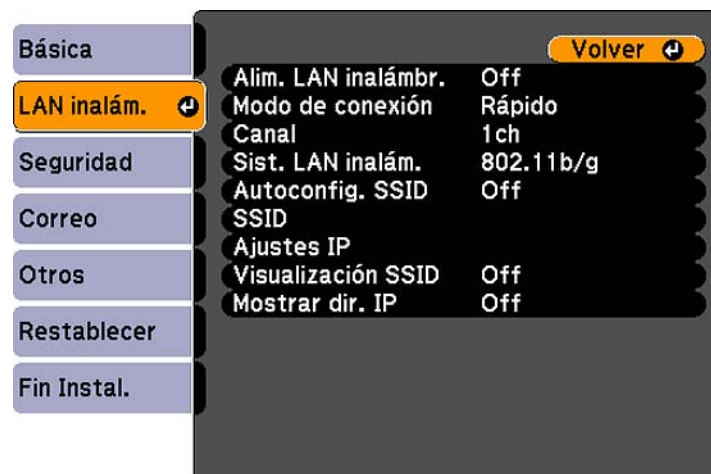 Básica
LAN inalám.
Seguridad
Correo
Otros
Restablecer
Fin Instal.
Volver
Alim. LAN inalámbr. Off
Modo de conexión Rápido
Canal 1ch
Sist. LAN inalám. 802.11b/g
Autoconfig. SSID Off
SSID
Ajustes IP
Visualización SSID Off
Mostrar dir. IP Off